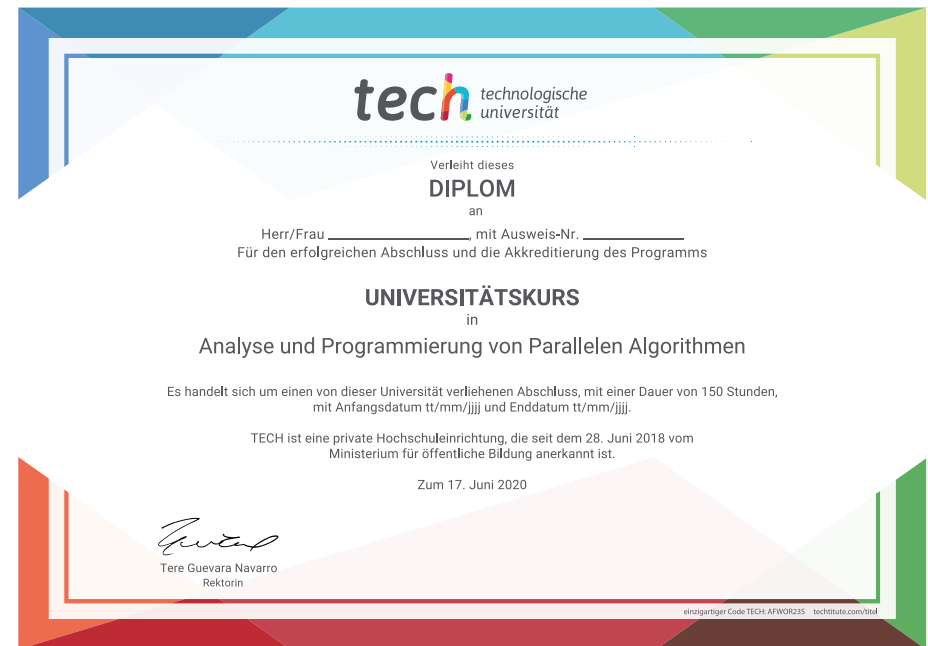 tech technologische
universität
Verleiht dieses
DIPLOM
an
Herr/Frau ____________________, mit Ausweis-Nr. ______________
Für den erfolgreichen Abschluss und die Akkreditierung des Programms
UNIVERSITÄTSKURS
in
Analyse und Programmierung von Parallelen Algorithmen
Es handelt sich um einen von dieser Universität verliehenen Abschluss, mit einer Dauer von 150 Stunden,
mit Anfangsdatum tt/mm/jjjj und Enddatum tt/mm/jjjj.
TECH ist eine private Hochschuleinrichtung, die seit dem 28. Juni 2018 vom
Ministerium für öffentliche Bildung anerkannt ist.
Zum 17. Juni 2020
Tere Guevara Navarro
Rektorin
einzigartiger Code TECH: AFWOR23S techtitute.com/titel